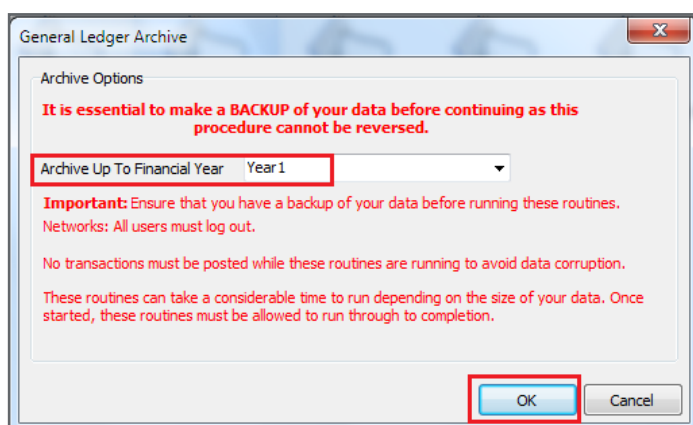 General Ledger Archive
Archive Options
It is essential to make a BACKUP of your data before continuing as this
procedure cannot be reversed.
Archive Up To Financial Year Year1
Important: Ensure that you have a backup of your data before running these routines.
Networks: All users must log out.
No transactions must be posted while these routines are running to avoid data corruption.
These routines can take a considerable time to run depending on the size of your data. Once
started, these routines must be allowed to run through to completion.
OK Cancel